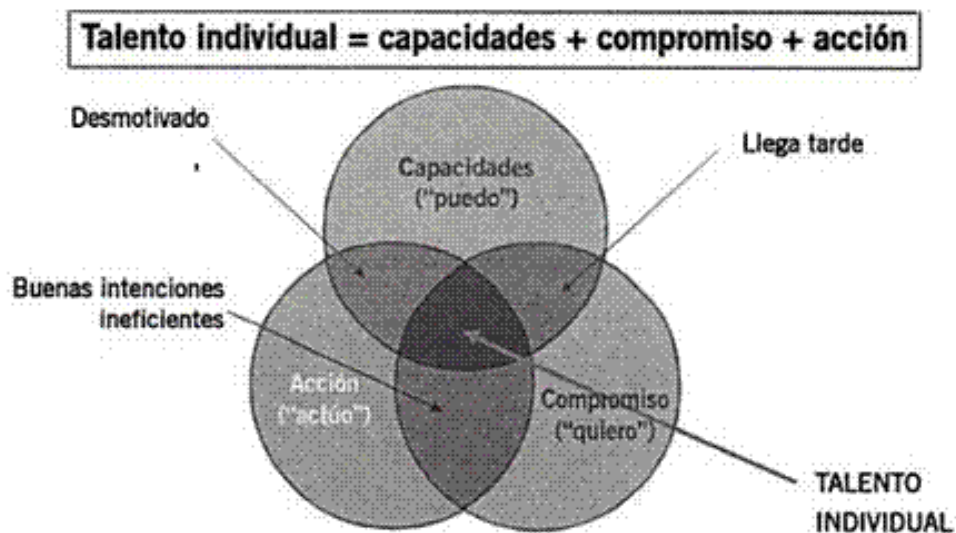 Talento individual = capacidades + compromiso + acción
Desmotivado
Llega tarde
Capacidades
("puedo")
Buenas intenciones
ineficientes
Acción
("actúo")
Compromiso
("quiero")
TALENTO
INDIVIDUAL